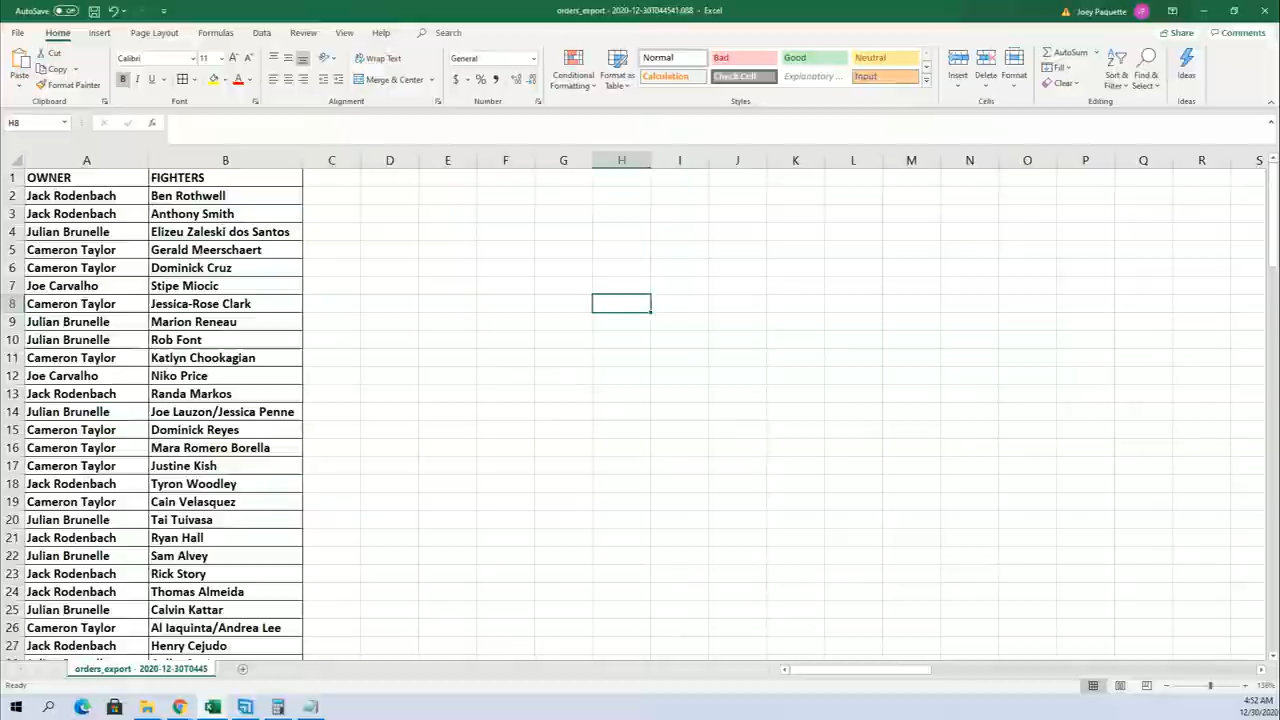 AutoSave Off orders_export - 2020-12-30T044541.088 - Excel Joey Paquette
File Home Insert Page Layout Formulas Data Review View Help Search Share Comments
Paste Cut Copy Format Painter Clipboard
Calibri 11 B I U A Font
Wrap Text Merge & Center Alignment
General $ % Number
Conditional Formatting Format as Table
Normal Bad Good Neutral
Calculation Check Cell Explanatory ... Input
Styles
Insert Delete Format Cells
AutoSum Fill Clear Sort & Filter Find & Select Editing
Ideas Ideas
H8 fx
A B C D E F G H I J K L M N O P Q R S
1 OWNER FIGHTERS
2 Jack Rodenbach Ben Rothwell
3 Jack Rodenbach Anthony Smith
4 Julian Brunelle Elizeu Zaleski dos Santos
5 Cameron Taylor Gerald Meerschaert
6 Cameron Taylor Dominick Cruz
7 Joe Carvalho Stipe Miocic
8 Cameron Taylor Jessica-Rose Clark
9 Julian Brunelle Marion Reneau
10 Julian Brunelle Rob Font
11 Cameron Taylor Katlyn Chookagian
12 Joe Carvalho Niko Price
13 Jack Rodenbach Randa Markos
14 Julian Brunelle Joe Lauzon/Jessica Penne
15 Cameron Taylor Dominick Reyes
16 Cameron Taylor Mara Romero Borella
17 Cameron Taylor Justine Kish
18 Jack Rodenbach Tyron Woodley
19 Cameron Taylor Cain Velasquez
20 Julian Brunelle Tai Tuivasa
21 Jack Rodenbach Ryan Hall
22 Julian Brunelle Sam Alvey
23 Jack Rodenbach Rick Story
24 Jack Rodenbach Thomas Almeida
25 Julian Brunelle Calvin Kattar
26 Cameron Taylor Al Iaquinta/Andrea Lee
27 Jack Rodenbach Henry Cejudo
orders_export - 2020-12-30T0445
Ready 138%
4:52 AM
12/30/2020